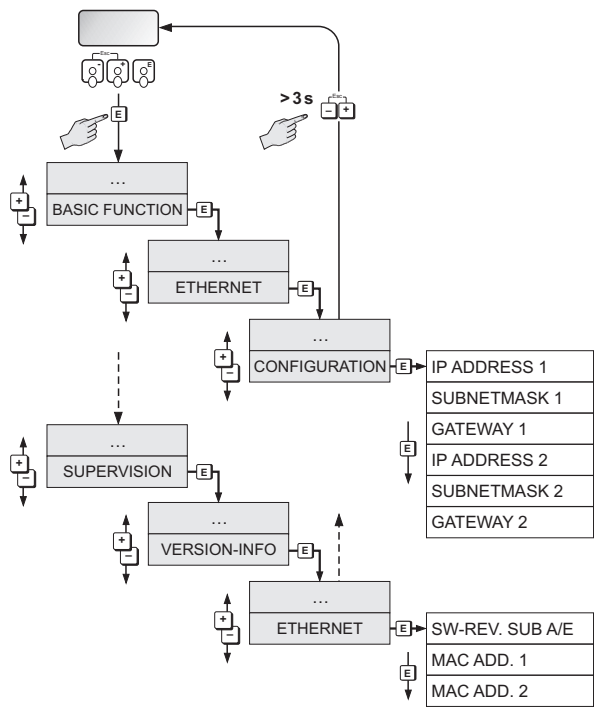 Esc
- + E
E
>3s
Esc
- +
…
BASIC FUNCTION
E
+
-
…
ETHERNET
E
+
-
…
CONFIGURATION
E
+
-
IP ADDRESS 1
SUBNETMASK 1
GATEWAY 1
IP ADDRESS 2
SUBNETMASK 2
GATEWAY 2
E
…
SUPERVISION
E
+
-
…
VERSION-INFO
E
+
-
…
ETHERNET
E
+
-
SW-REV. SUB A/E
MAC ADD. 1
MAC ADD. 2
E